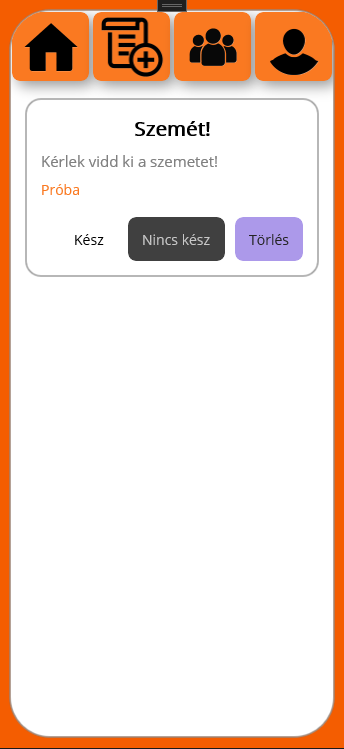 Szemét!
Kérlek vidd ki a szemetet!
Próba
Kész Nincs kész Törlés